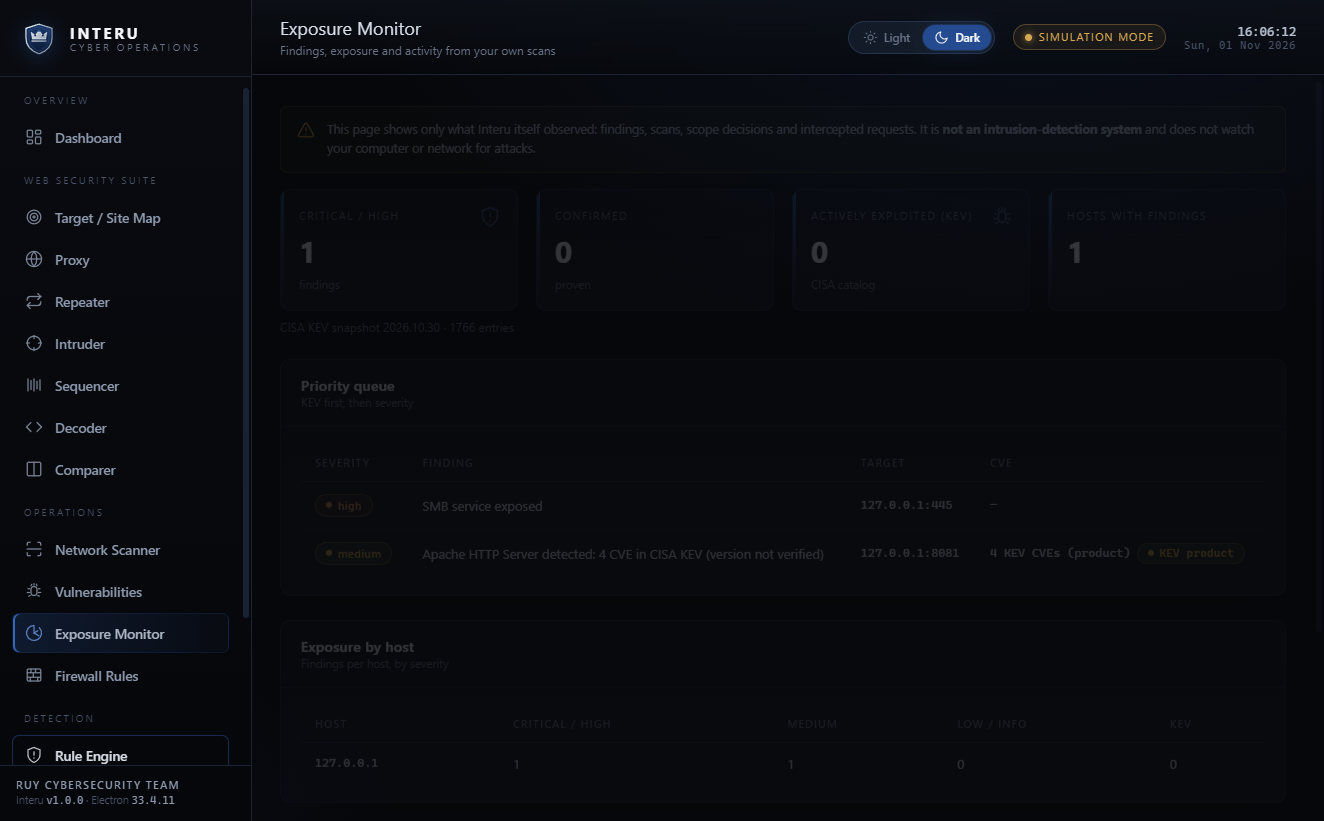 INTERU
CYBER OPERATIONS
OVERVIEW
Dashboard
WEB SECURITY SUITE
Target / Site Map
Proxy
Repeater
Intruder
Sequencer
Decoder
Comparer
OPERATIONS
Network Scanner
Vulnerabilities
Exposure Monitor
Firewall Rules
DETECTION
Rule Engine
RUY CYBERSECURITY TEAM
Interu v1.0.0 · Electron 33.4.11
Exposure Monitor
Findings, exposure and activity from your own scans
Light
Dark
SIMULATION MODE
16:06:12
Sun, 01 Nov 2026
This page shows only what Interu itself observed: findings, scans, scope decisions and intercepted requests. It is not an intrusion-detection system and does not watch
your computer or network for attacks.
CRITICAL / HIGH
1
findings
CONFIRMED
0
proven
ACTIVELY EXPLOITED (KEV)
0
CISA catalog
HOSTS WITH FINDINGS
1
CISA KEV snapshot 2026.10.30 · 1766 entries
Priority queue
KEV first, then severity
SEVERITY FINDING TARGET CVE
high SMB service exposed 127.0.0.1:445 —
medium Apache HTTP Server detected: 4 CVE in CISA KEV (version not verified) 127.0.0.1:8081 4 KEV CVEs (product) KEV product
Exposure by host
Findings per host, by severity
HOST CRITICAL / HIGH MEDIUM LOW / INFO KEV
127.0.0.1 1 1 0 0